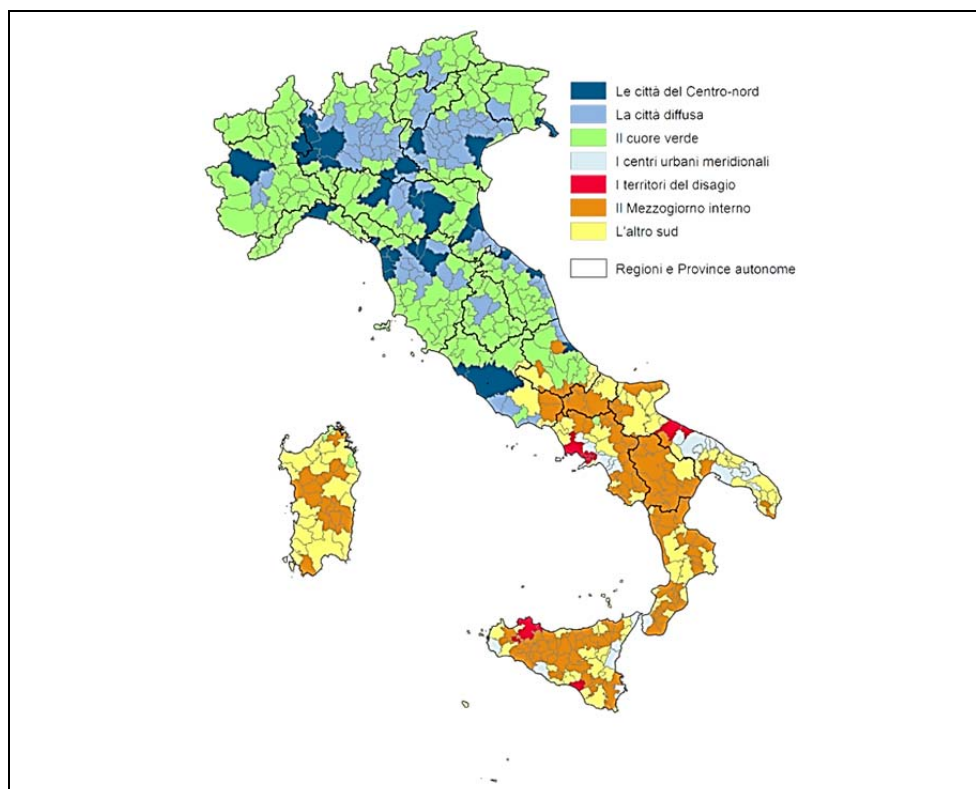 Le città del Centro-nord
La città diffusa
Il cuore verde
I centri urbani meridionali
I territori del disagio
Il Mezzogiorno interno
L'altro sud
Regioni e Province autonome